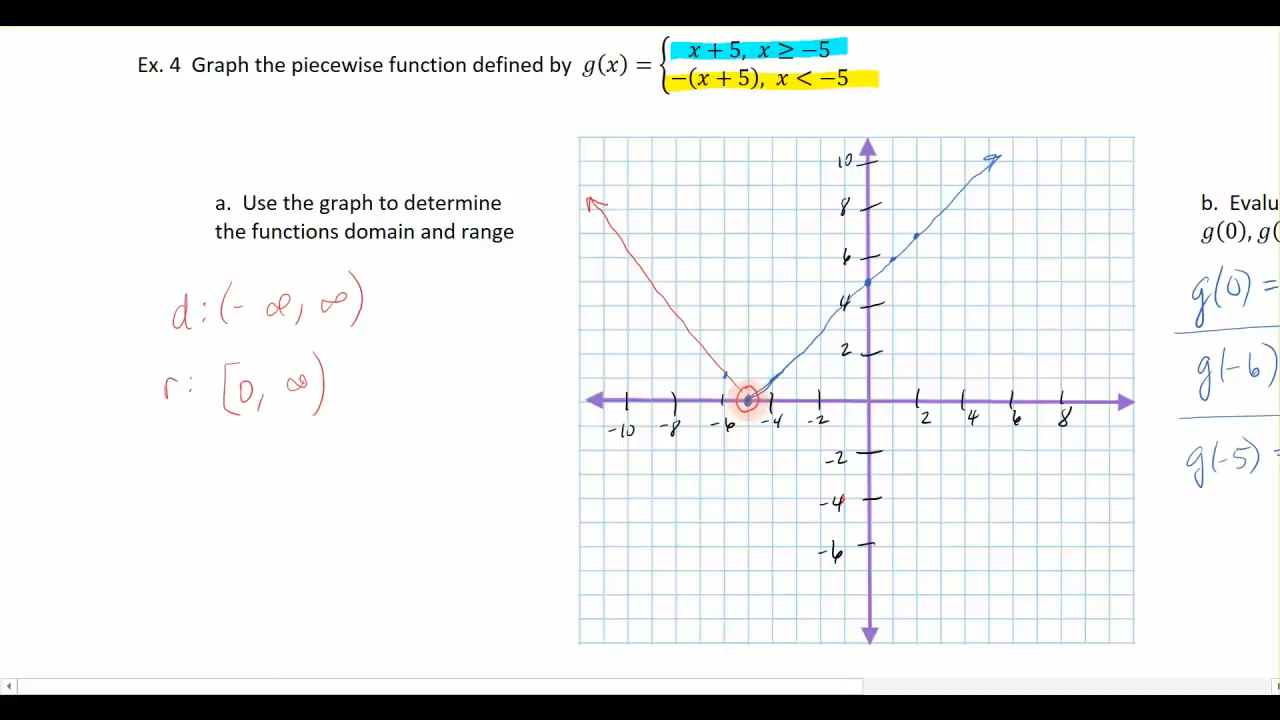 Ex. 4 Graph the piecewise function defined by g(x) = { x + 5, x ≥ −5
−(x + 5), x < −5
a. Use the graph to determine
the functions domain and range
d: (- ∞, ∞)
r: [0, ∞)
10
8
6
4
2
-10 -8 -6 -4 -2 2 4 6 8
-2
-4
-6
b. Evalu
g(0), g(
g(0) =
g(-6)
g(-5) =